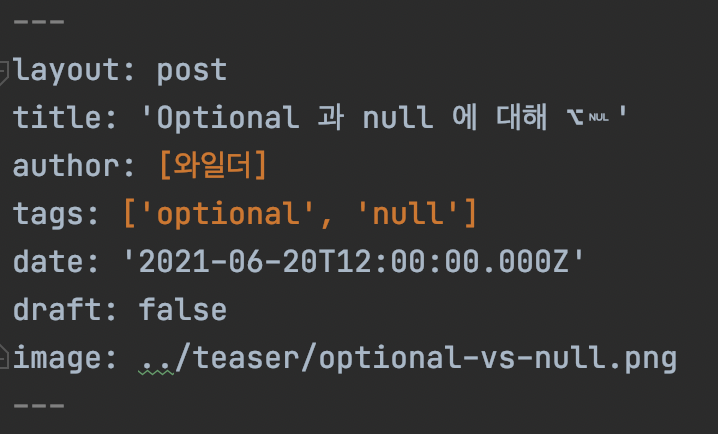 ---
layout: post
title: 'Optional 과 null 에 대해 ⌥␀'
author: [와일더]
tags: ['optional', 'null']
date: '2021-06-20T12:00:00.000Z'
draft: false
image: ../teaser/optional-vs-null.png
---